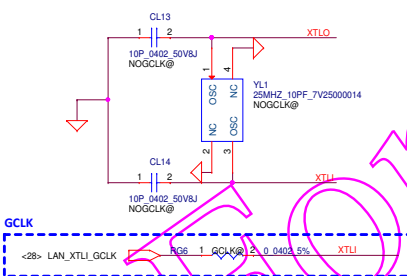 CL13
1 2
XTLO
10P_0402_50V8J
NOGCLK@
1 4
OSC NC
YL1
25MHZ_10PF_7V25000014
NOGCLK@
NC OSC
2 3
CL14
1 2
XTLI
10P_0402_50V8J
NOGCLK@
GCLK
<28> LAN_XTLI_GCLK RG6 1 GCLK@ 2 0_0402_5% XTLI